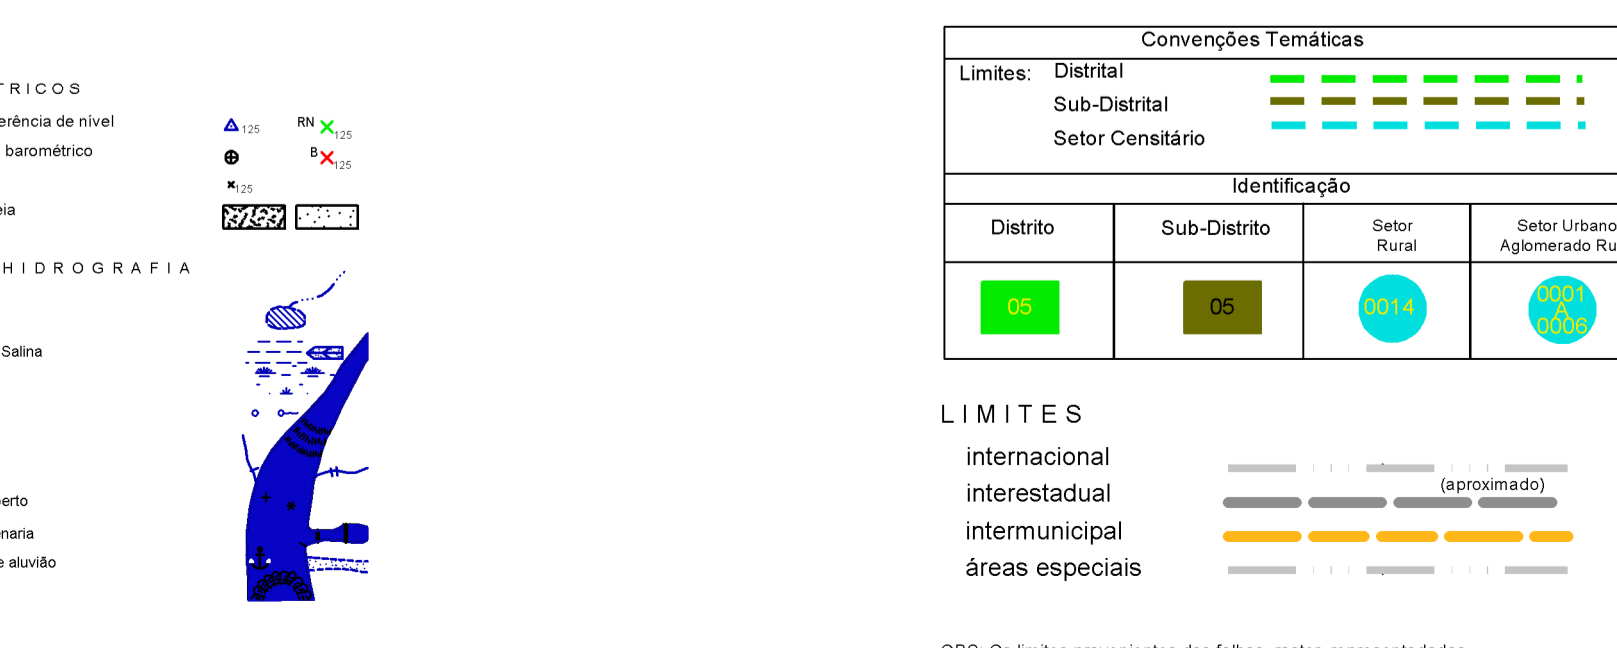 TRICOS
erência de nível
125
RN
125
barométrico
B
125
125
eia
HIDROGRAFIA
Salina
erto
enaria
e aluvião
Convenções Temáticas
Limites:
Distrital
Sub-Distrital
Setor Censitário
Identificação
Distrito
Sub-Distrito
Setor
Rural
Setor Urbano
Aglomerado Ru
05
05
0014
0001
A
0006
LIMITES
internacional
(aproximado)
interestadual
intermunicipal
áreas especiais